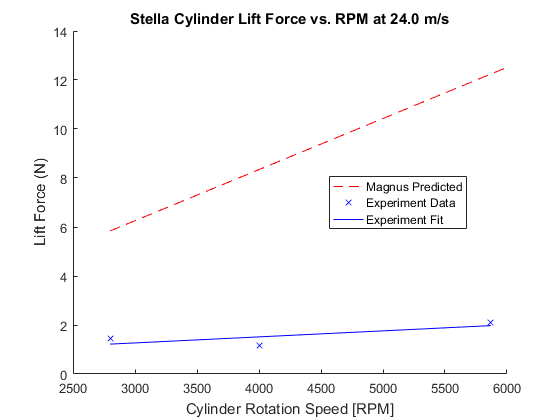 Stella Cylinder Lift Force vs. RPM at 24.0 m/s
14
12
10
8
6
4
2
0
Lift Force (N)
Magnus Predicted
Experiment Data
Experiment Fit
2500 3000 3500 4000 4500 5000 5500 6000
Cylinder Rotation Speed [RPM]